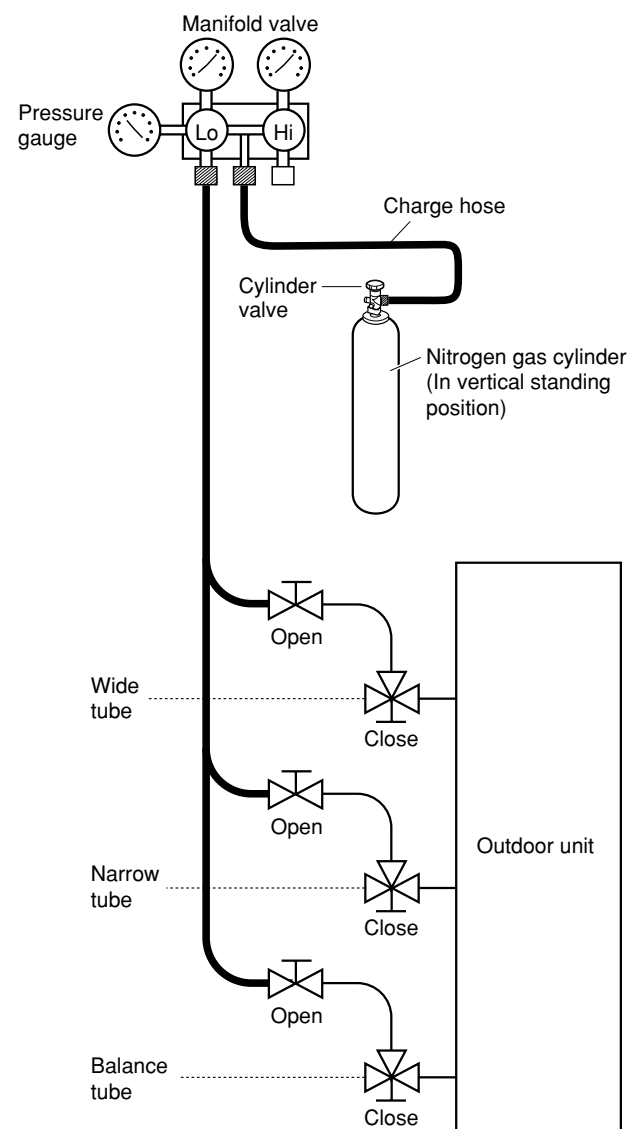 Manifold valve
Pressure
gauge
Lo
Hi
Charge hose
Cylinder
valve
Nitrogen gas cylinder
(In vertical standing
position)
Open
Wide
tube
Close
Open
Outdoor unit
Narrow
tube
Close
Open
Balance
tube
Close